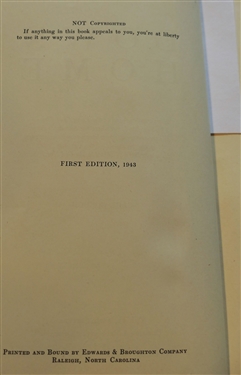 NOT COPYRIGHTED
If anything in this book appeals to you, you're at liberty
to use it any way you please.
FIRST EDITION, 1943
PRINTED AND BOUND BY EDWARDS & BROUGHTON COMPANY
RALEIGH, NORTH CAROLINA